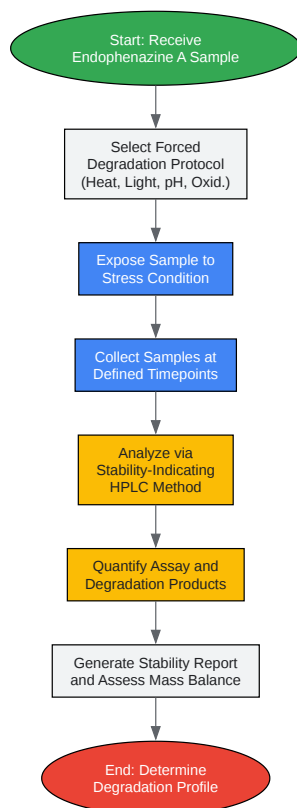 Start: Receive
Endophenazine A Sample
Select Forced
Degradation Protocol
(Heat, Light, pH, Oxid.)
Expose Sample to
Stress Condition
Collect Samples at
Defined Timepoints
Analyze via
Stability-Indicating
HPLC Method
Quantify Assay and
Degradation Products
Generate Stability Report
and Assess Mass Balance
End: Determine
Degradation Profile